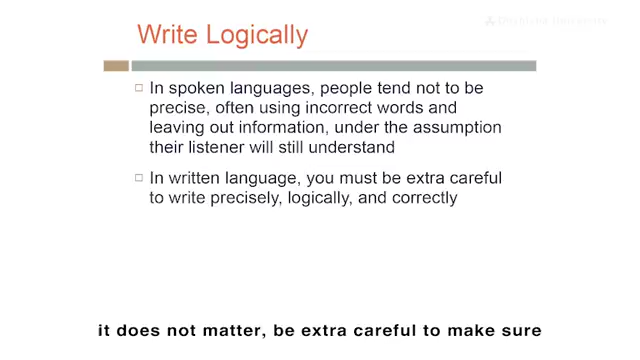 Write Logically
In spoken languages, people tend not to be
precise, often using incorrect words and
leaving out information, under the assumption
their listener will still understand
In written language, you must be extra careful
to write precisely, logically, and correctly
it does not matter, be extra careful to make sure